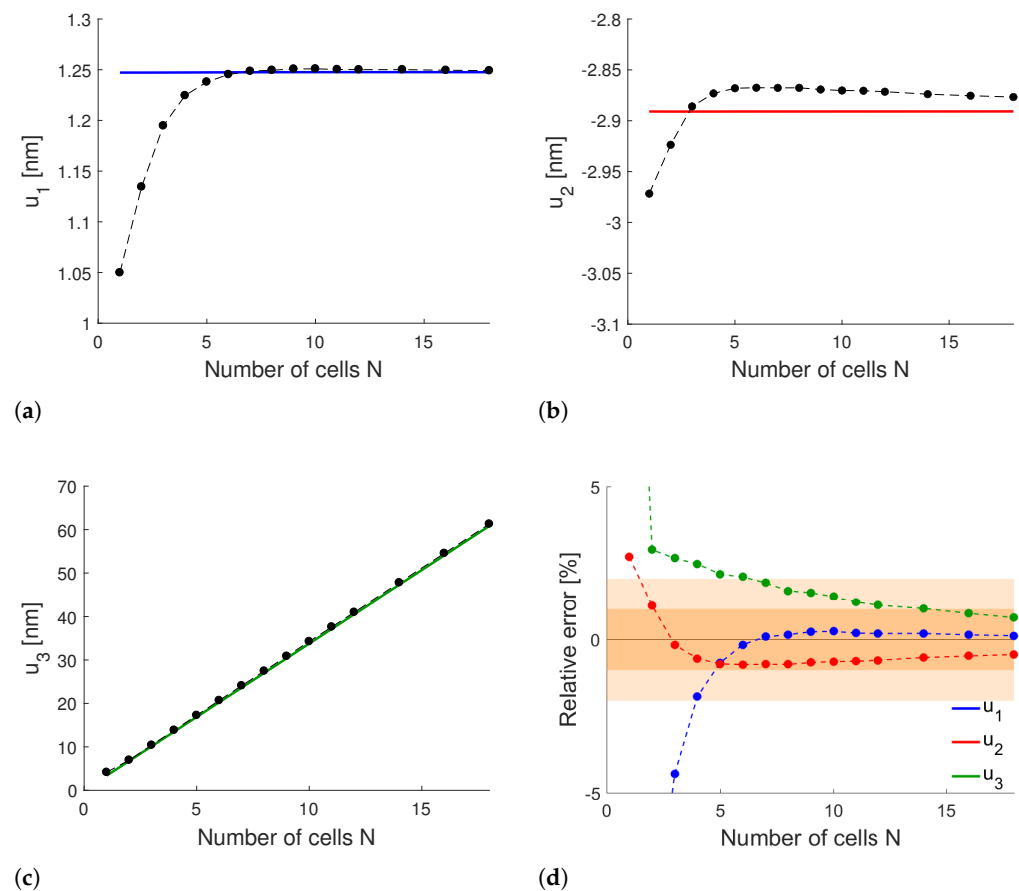 (a)
1.3
1.25
1.2
1.15
1.1
1.05
1
u1 [nm]
0 5 10 15
Number of cells N
(b)
-2.8
-2.85
-2.9
-2.95
-3
-3.05
-3.1
u2 [nm]
0 5 10 15
Number of cells N
(c)
70
60
50
40
30
20
10
0
u3 [nm]
0 5 10 15
Number of cells N
(d)
5
0
-5
Relative error [%]
u1
u2
u3
0 5 10 15
Number of cells N